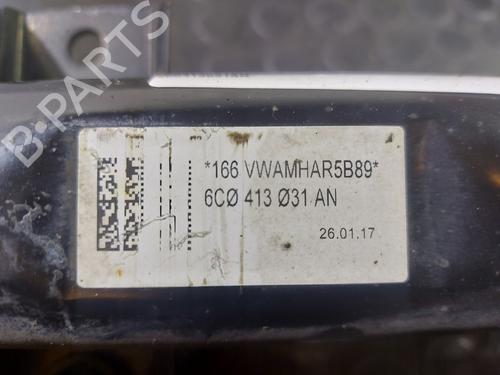 *166 VWAMHAR5B89*
6CØ 413 Ø31 AN
26.01.17
B-PARTS